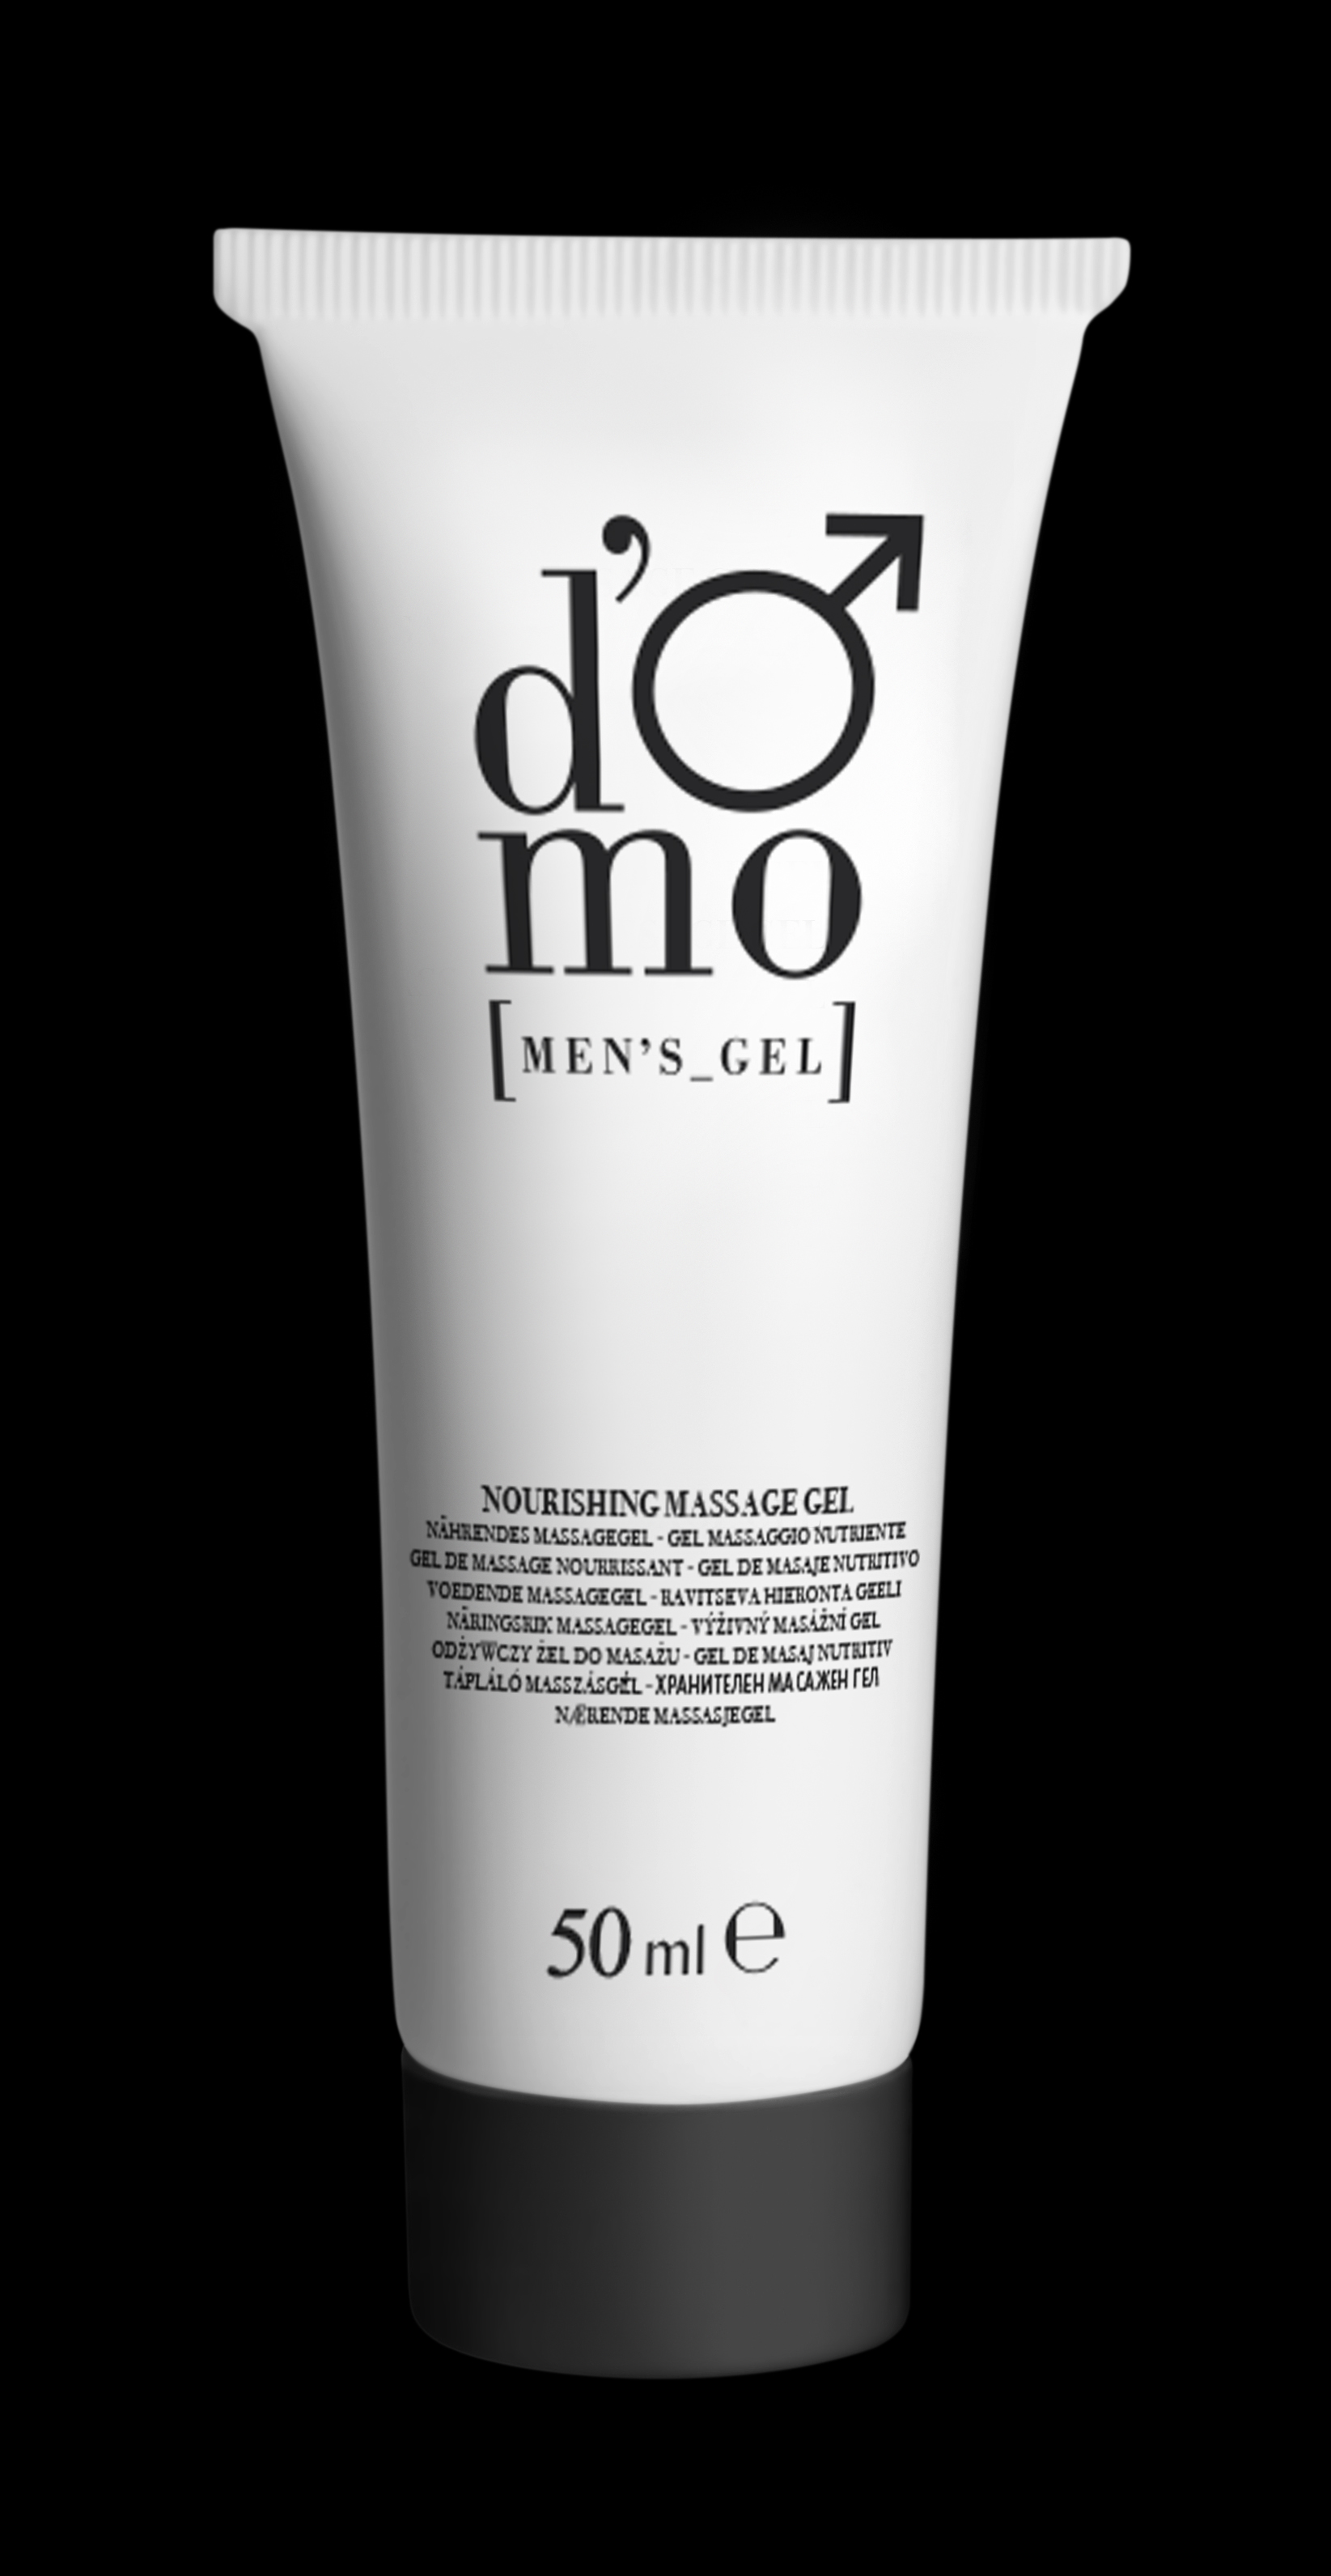 d'O
mo
[MEN'S_GEL]
NOURISHING MASSAGE GEL
NÄHRENDES MASSAGEGEL - GEL MASSAGGIO NUTRIENTE
GEL DE MASSAGE NOURRISSANT - GEL DE MASAJE NUTRITIVO
VOEDENDE MASSAGEGEL - RAVITSEVA HIERONTA GEELI
NÄRINGSRIK MASSAGEGEL - VÝŽIVNÝ MASÁŽNÍ GEL
ODŻYWCZY ŻEL DO MASAŻU - GEL DE MASAJ NUTRITIV
TÁPLÁLÓ MASSZÁSGÉL - ХРАНИТЕЛЕН МАСАЖЕН ГЕЛ
NÆRENDE MASSASJEGEL
50 ml e